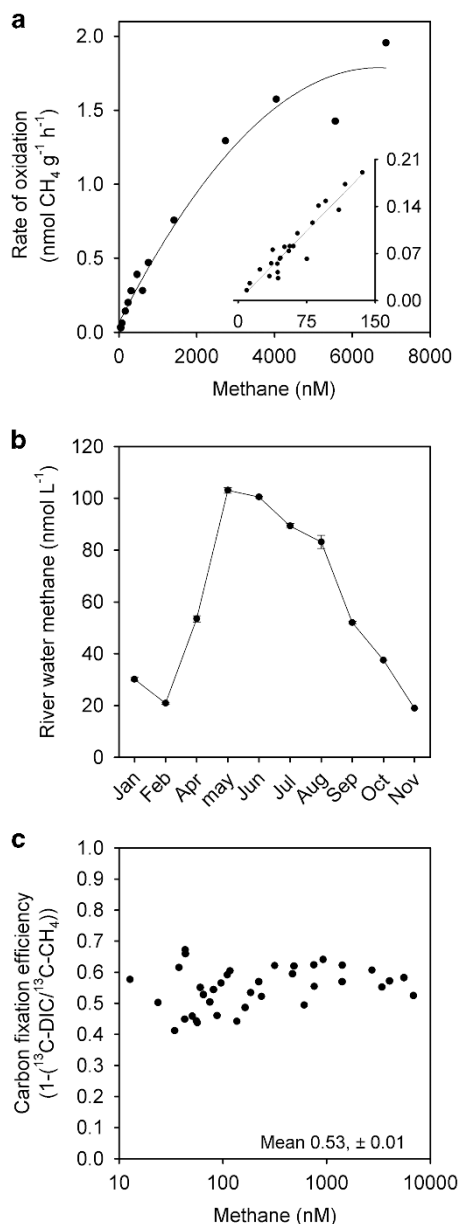 a
2.0
1.5
1.0
0.5
0.0
Rate of oxidation
(nmol CH₄ g⁻¹ h⁻¹)
0.21
0.14
0.07
0.00
0 75 150
0 2000 4000 6000 8000
Methane (nM)
b
120
100
80
60
40
20
0
River water methane (nmol L⁻¹)
Jan Feb Apr may Jun Jul Aug Sep Oct Nov
c
1.0
0.9
0.8
0.7
0.6
0.5
0.4
0.3
0.2
0.1
0.0
Carbon fixation efficiency
(1-(¹³C-DIC/¹³C-CH₄))
Mean 0.53, ± 0.01
10 100 1000 10000
Methane (nM)